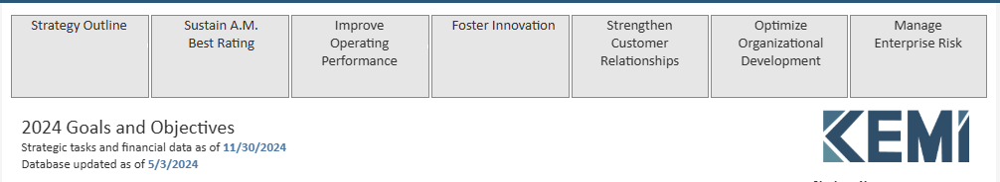 Strategy Outline
Sustain A.M.
Best Rating
Improve
Operating
Performance
Foster Innovation
Strengthen
Customer
Relationships
Optimize
Organizational
Development
Manage
Enterprise Risk
2024 Goals and Objectives
Strategic tasks and financial data as of 11/30/2024
Database updated as of 5/3/2024
KEMI